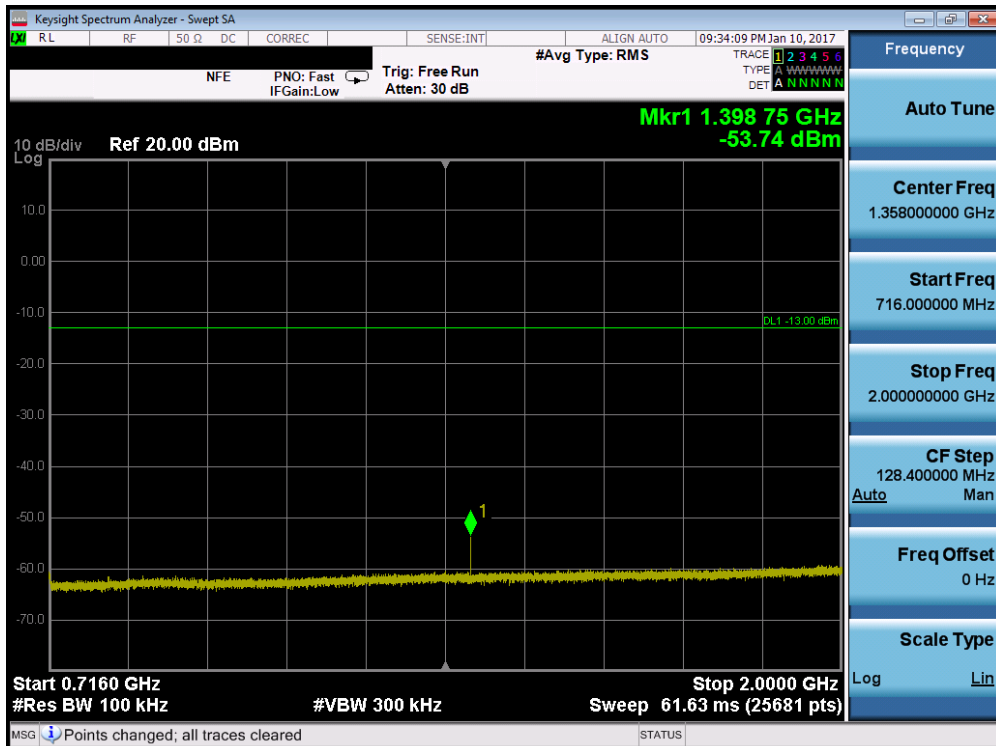 Keysight Spectrum Analyzer - Swept SA
LXI RL RF 50 Ω DC CORREC SENSE:INT ALIGN AUTO 09:34:09 PM Jan 10, 2017
NFE PNO: Fast IFGain:Low Trig: Free Run Atten: 30 dB #Avg Type: RMS
TRACE 1 2 3 4 5 6
TYPE A WWWWW
DET A N N N N N
Mkr1 1.398 75 GHz
-53.74 dBm
10 dB/div Ref 20.00 dBm
Log
10.0
0.00
-10.0
DL1 -13.00 dBm
-20.0
-30.0
-40.0
-50.0
1
-60.0
-70.0
Start 0.7160 GHz Stop 2.0000 GHz
#Res BW 100 kHz #VBW 300 kHz Sweep 61.63 ms (25681 pts)
MSG Points changed; all traces cleared STATUS
Frequency
Auto Tune
Center Freq
1.358000000 GHz
Start Freq
716.000000 MHz
Stop Freq
2.000000000 GHz
CF Step
128.400000 MHz
Auto Man
Freq Offset
0 Hz
Scale Type
Log Lin